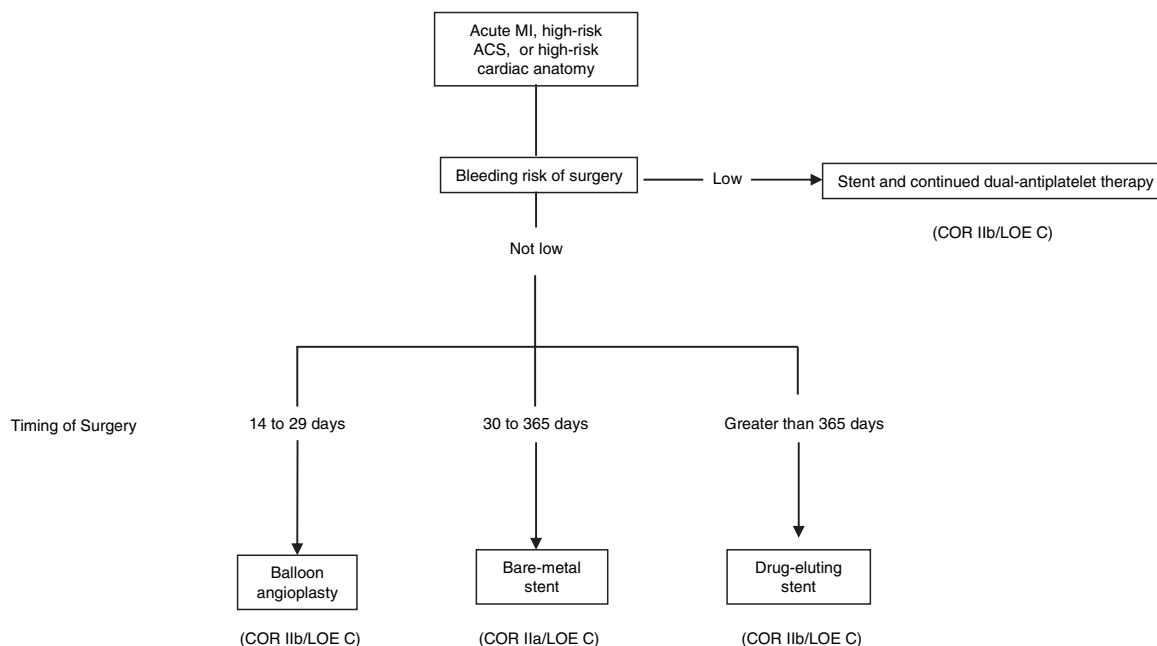 Acute MI, high-risk
ACS, or high-risk
cardiac anatomy
Bleeding risk of surgery
Low
Stent and continued dual-antiplatelet therapy
(COR IIb/LOE C)
Not low
Timing of Surgery
14 to 29 days
30 to 365 days
Greater than 365 days
Balloon
angioplasty
Bare-metal
stent
Drug-eluting
stent
(COR IIb/LOE C)
(COR IIa/LOE C)
(COR IIb/LOE C)